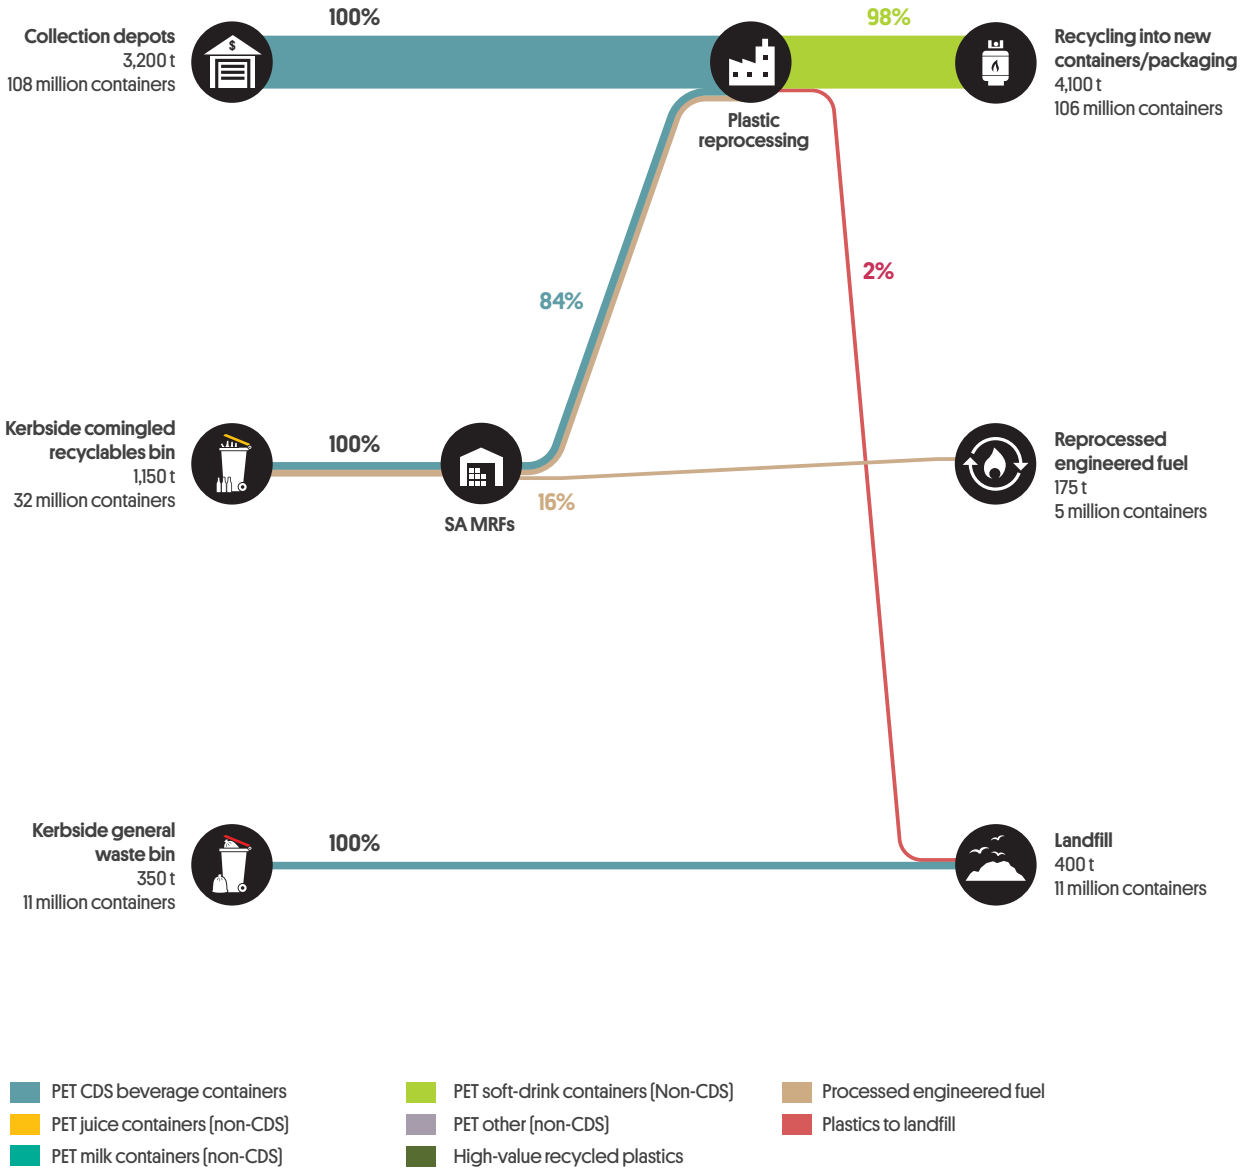 100%
98%
Collection depots
3,200 t
108 million containers
$
Plastic
reprocessing
Recycling into new
containers/packaging
4,100 t
106 million containers
84%
2%
Kerbside comingled
recyclables bin
1,150 t
32 million containers
100%
SA MRFs
16%
Reprocessed
engineered fuel
175 t
5 million containers
Kerbside general
waste bin
350 t
11 million containers
100%
Landfill
400 t
11 million containers
PET CDS beverage containers
PET juice containers (non-CDS)
PET milk containers (non-CDS)
PET soft-drink containers (Non-CDS)
PET other (non-CDS)
High-value recycled plastics
Processed engineered fuel
Plastics to landfill